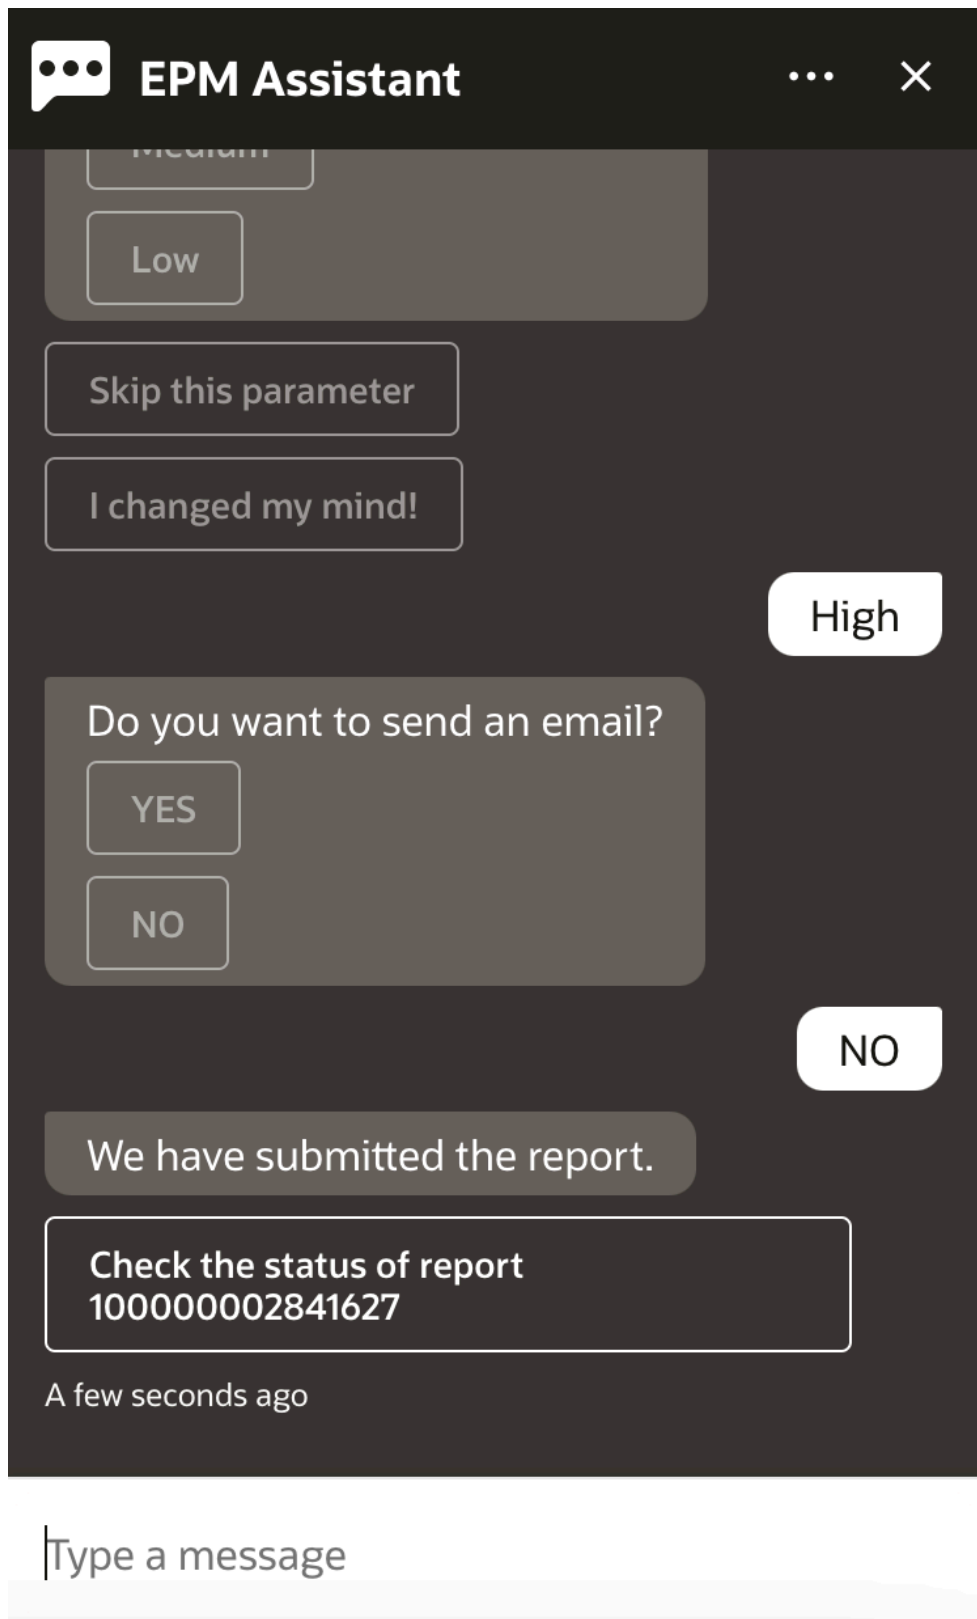 EPM Assistant
Medium
Low
Skip this parameter
I changed my mind!
High
Do you want to send an email?
YES
NO
NO
We have submitted the report.
Check the status of report
100000002841627
A few seconds ago
Type a message